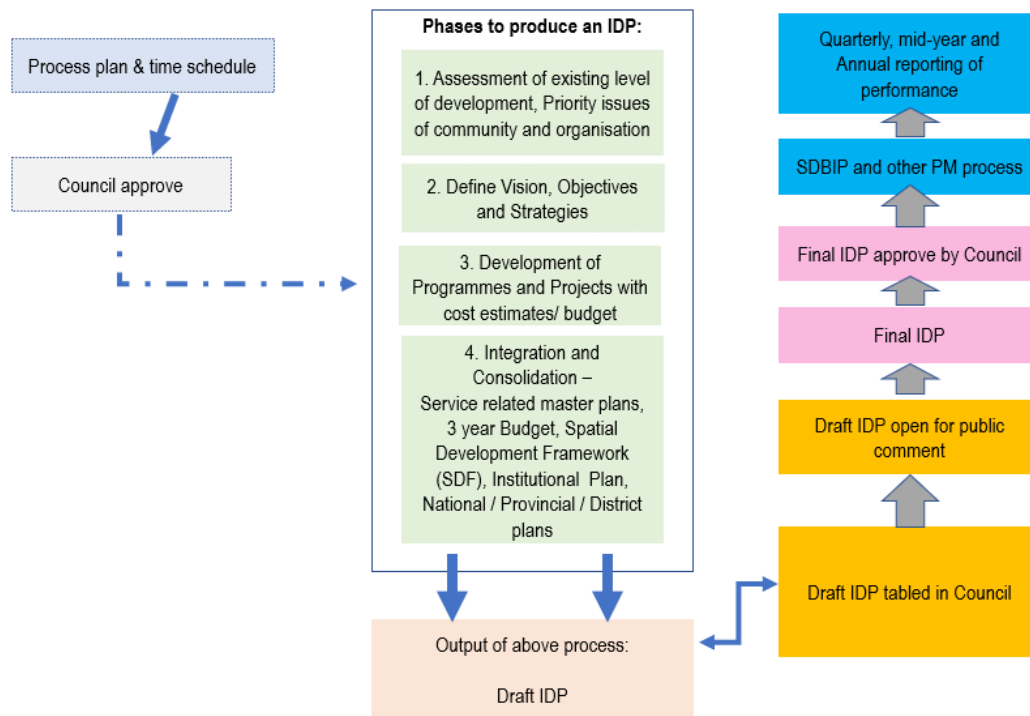 Process plan & time schedule
Council approve
Phases to produce an IDP:
1. Assessment of existing level
of development, Priority issues
of community and organisation
2. Define Vision, Objectives
and Strategies
3. Development of
Programmes and Projects with
cost estimates/ budget
4. Integration and
Consolidation –
Service related master plans,
3 year Budget, Spatial
Development Framework
(SDF), Institutional Plan,
National / Provincial / District
plans
Output of above process:
Draft IDP
Quarterly, mid-year and
Annual reporting of
performance
SDBIP and other PM process
Final IDP approve by Council
Final IDP
Draft IDP open for public
comment
Draft IDP tabled in Council